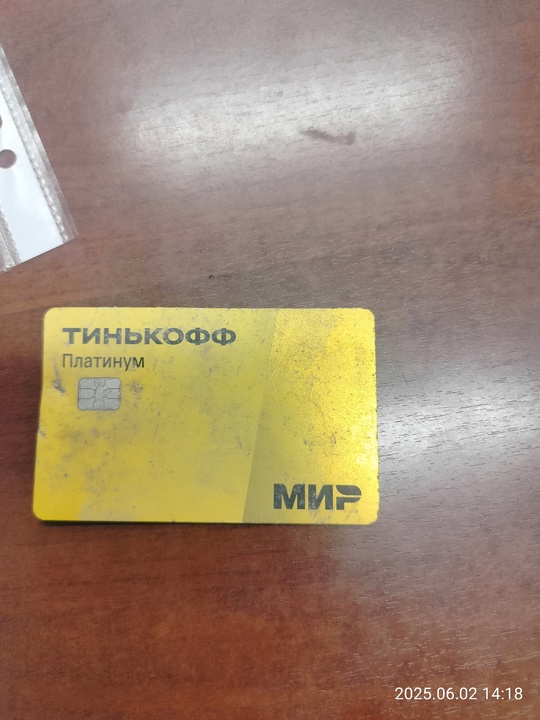 ТИНЬКОФФ
Платинум
МИР
2025.06.02 14:18